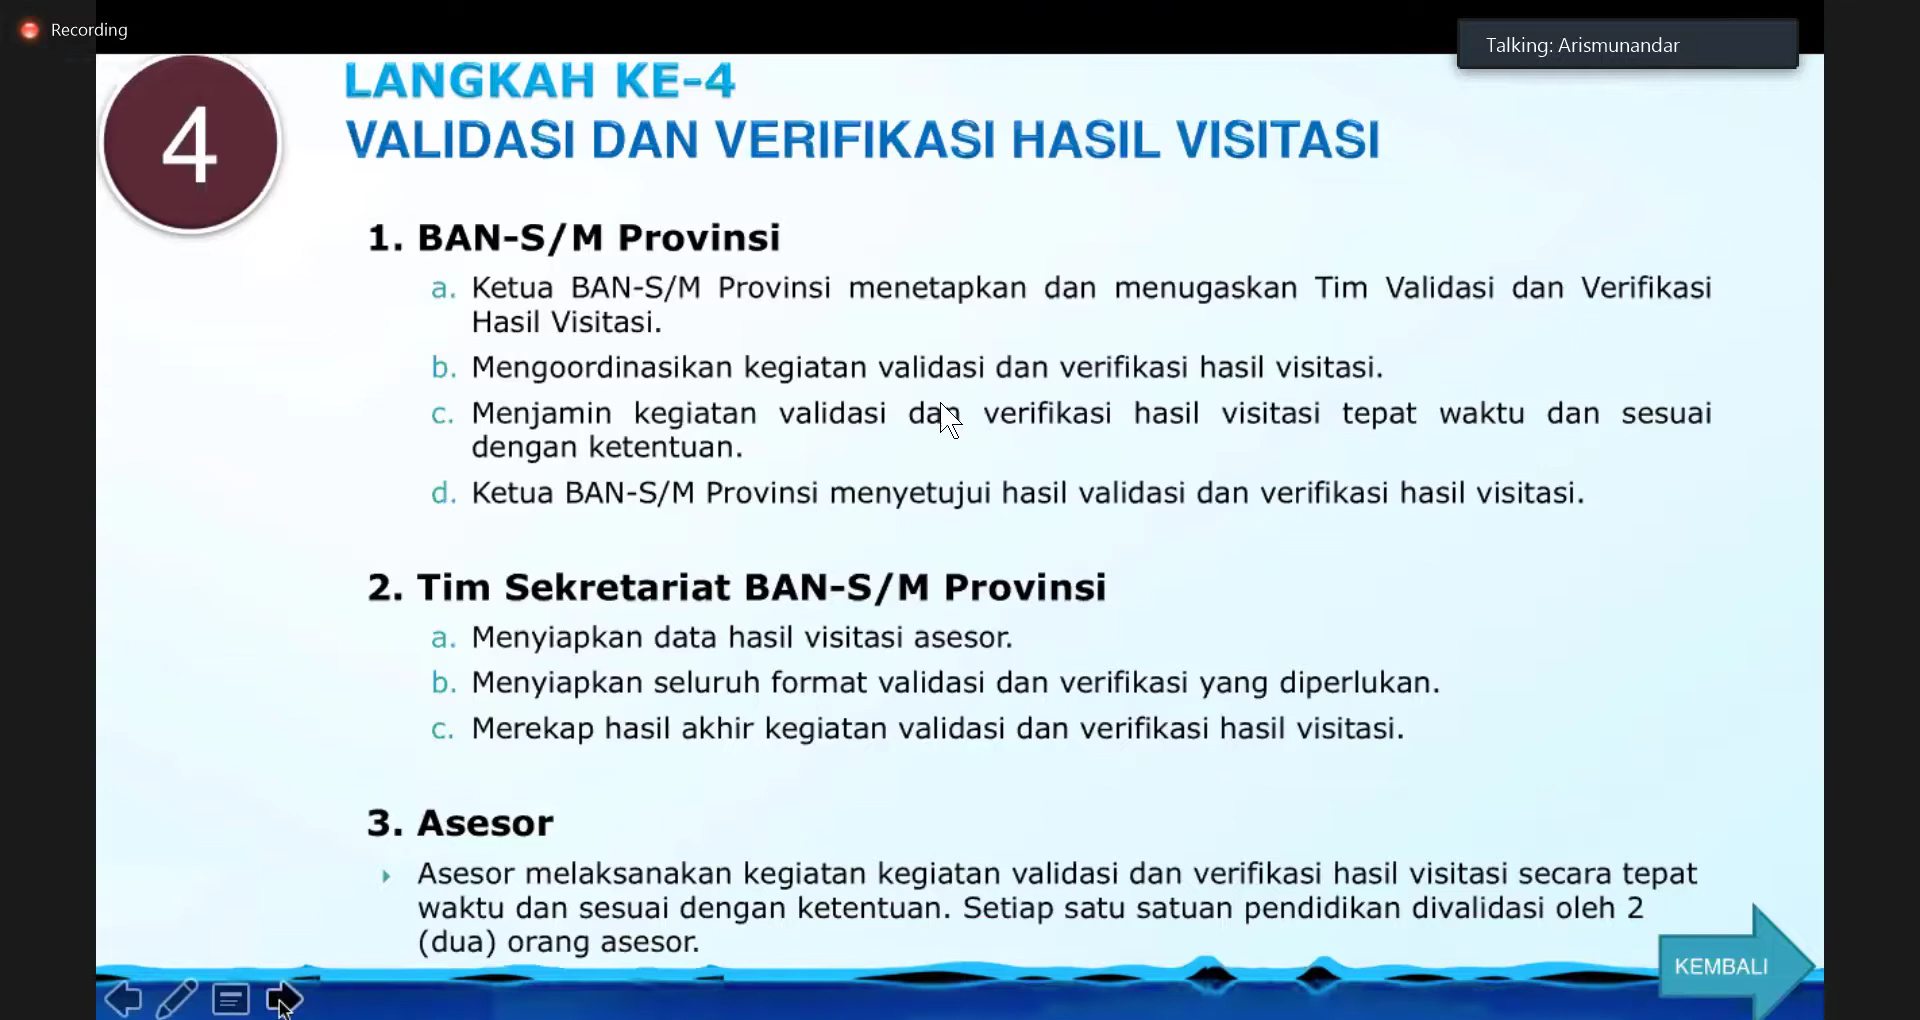 Recording
Talking: Arismunandar
4
LANGKAH KE-4
VALIDASI DAN VERIFIKASI HASIL VISITASI
1. BAN-S/M Provinsi
a. Ketua BAN-S/M Provinsi menetapkan dan menugaskan Tim Validasi dan Verifikasi
Hasil Visitasi.
b. Mengoordinasikan kegiatan validasi dan verifikasi hasil visitasi.
c. Menjamin kegiatan validasi dan verifikasi hasil visitasi tepat waktu dan sesuai
dengan ketentuan.
d. Ketua BAN-S/M Provinsi menyetujui hasil validasi dan verifikasi hasil visitasi.
2. Tim Sekretariat BAN-S/M Provinsi
a. Menyiapkan data hasil visitasi asesor.
b. Menyiapkan seluruh format validasi dan verifikasi yang diperlukan.
c. Merekap hasil akhir kegiatan validasi dan verifikasi hasil visitasi.
3. Asesor
Asesor melaksanakan kegiatan kegiatan validasi dan verifikasi hasil visitasi secara tepat
waktu dan sesuai dengan ketentuan. Setiap satu satuan pendidikan divalidasi oleh 2
(dua) orang asesor.
KEMBALI